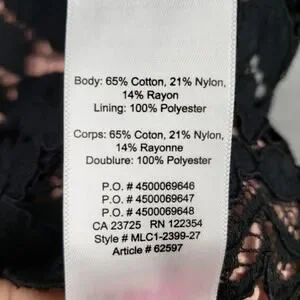 Body: 65% Cotton, 21% Nylon,
14% Rayon
Lining: 100% Polyester
Corps: 65% Coton, 21% Nylon,
14% Rayonne
Doublure: 100% Polyester
P.O. # 4500069646
P.O. # 4500069647
P.O. # 4500069648
CA 23725 RN 122354
Style # MLC1-2399-27
Article # 62597